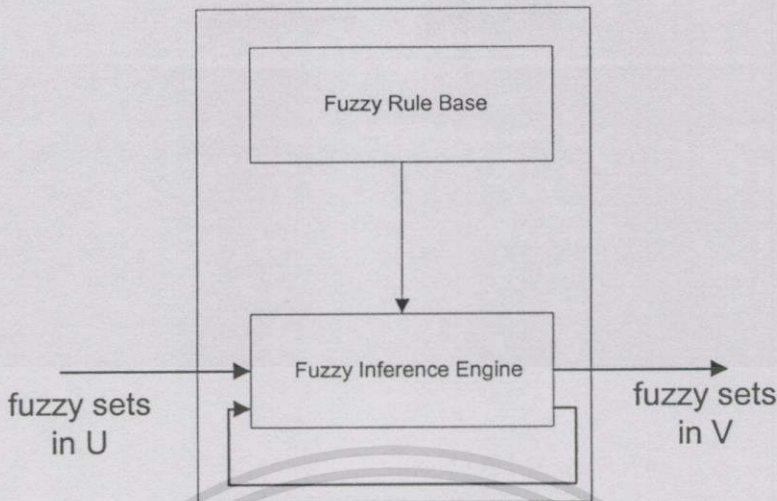 Fuzzy Rule Base
Fuzzy Inference Engine
fuzzy sets
in U
fuzzy sets
in V